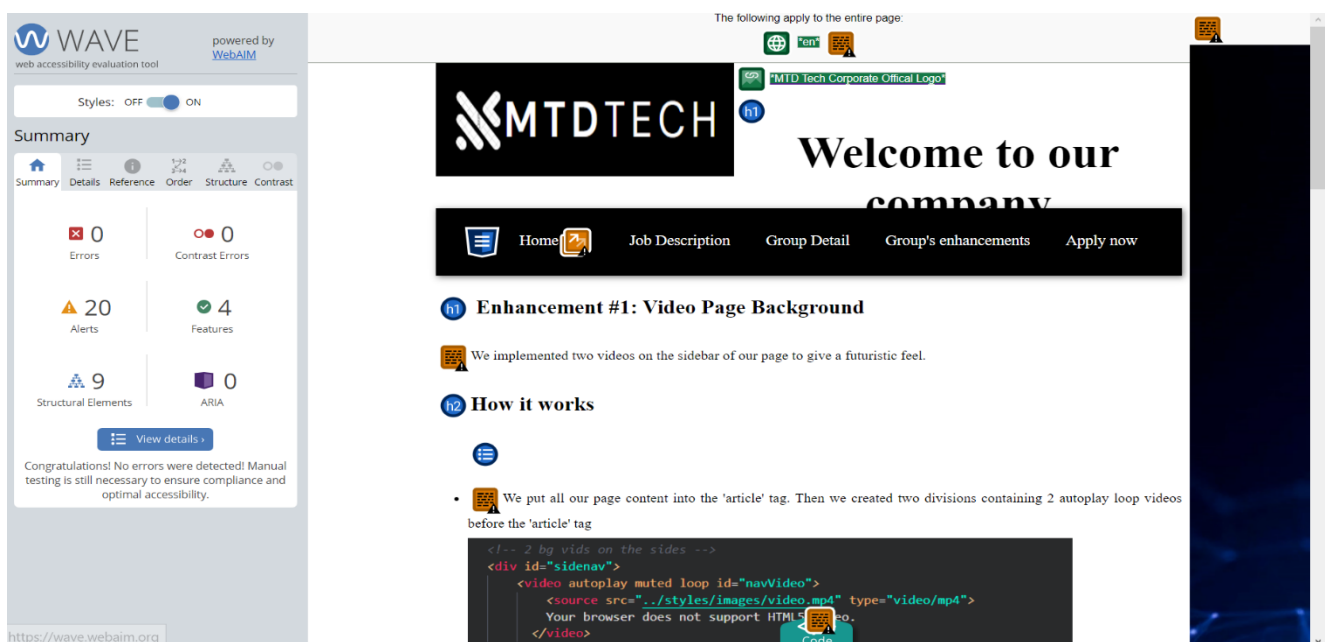 WAVE
web accessibility evaluation tool
powered by
WebAIM
Styles: OFF ON
Summary
Summary Details Reference Order Structure Contrast
0
Errors
0
Contrast Errors
20
Alerts
4
Features
9
Structural Elements
0
ARIA
View details ›
Congratulations! No errors were detected! Manual
testing is still necessary to ensure compliance and
optimal accessibility.
https://wave.webaim.org
The following apply to the entire page:
*en*
MTDTECH
*MTD Tech Corporate Offical Logo*
h1
Welcome to our
company
Home Job Description Group Detail Group's enhancements Apply now
h1 Enhancement #1: Video Page Background
We implemented two videos on the sidebar of our page to give a futuristic feel.
h2 How it works
• We put all our page content into the 'article' tag. Then we created two divisions containing 2 autoplay loop videos
before the 'article' tag
<!-- 2 bg vids on the sides -->
<div id="sidenav">
<video autoplay muted loop id="navVideo">
<source src="../styles/images/video.mp4" type="video/mp4">
Your browser does not support
</video>
Code